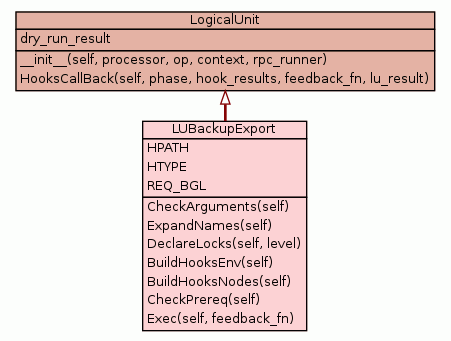 LogicalUnit
dry_run_result
__init__(self, processor, op, context, rpc_runner)
HooksCallBack(self, phase, hook_results, feedback_fn, lu_result)
LUBackupExport
HPATH
HTYPE
REQ_BGL
CheckArguments(self)
ExpandNames(self)
DeclareLocks(self, level)
BuildHooksEnv(self)
BuildHooksNodes(self)
CheckPrereq(self)
Exec(self, feedback_fn)